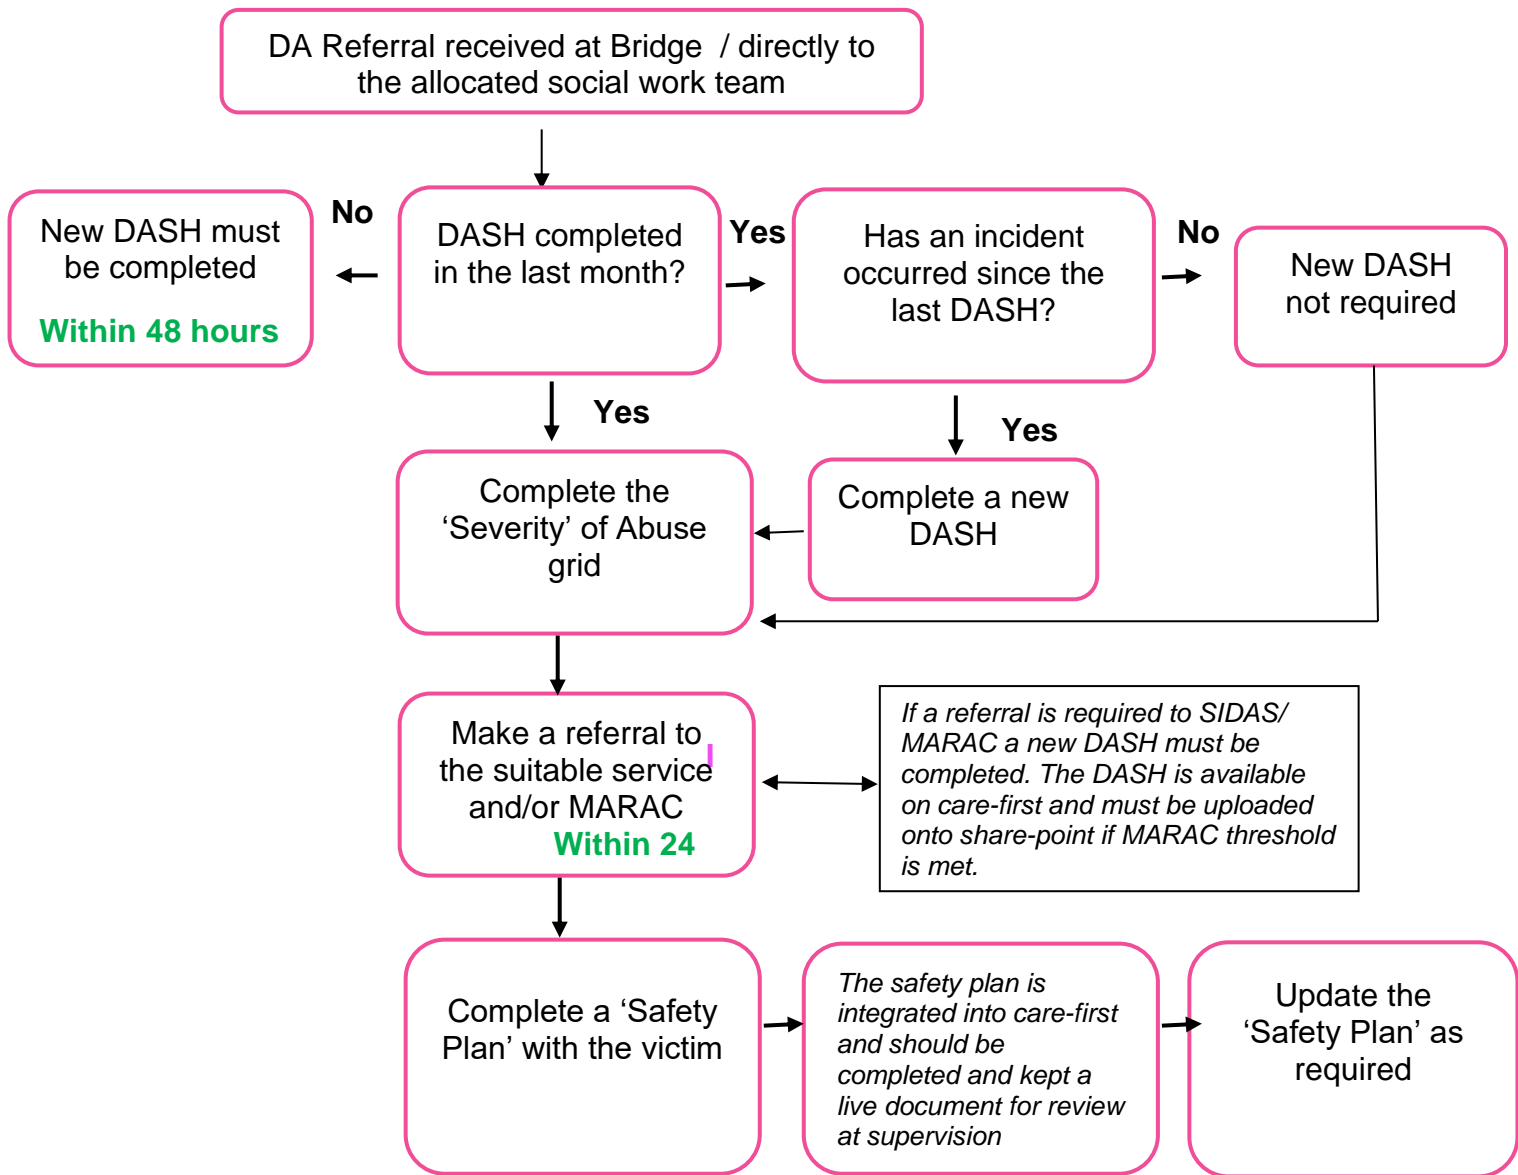 DA Referral received at Bridge / directly to
the allocated social work team
No
New DASH must
be completed
Within 48 hours
DASH completed
in the last month?
Yes
Has an incident
occurred since the
last DASH?
No
New DASH
not required
Yes
Yes
Complete the
‘Severity’ of Abuse
grid
Complete a new
DASH
Make a referral to
the suitable service
and/or MARAC
Within 24
If a referral is required to SIDAS/
MARAC a new DASH must be
completed. The DASH is available
on care-first and must be uploaded
onto share-point if MARAC threshold
is met.
Complete a ‘Safety
Plan’ with the victim
The safety plan is
integrated into care-first
and should be
completed and kept a
live document for review
at supervision
Update the
‘Safety Plan’ as
required